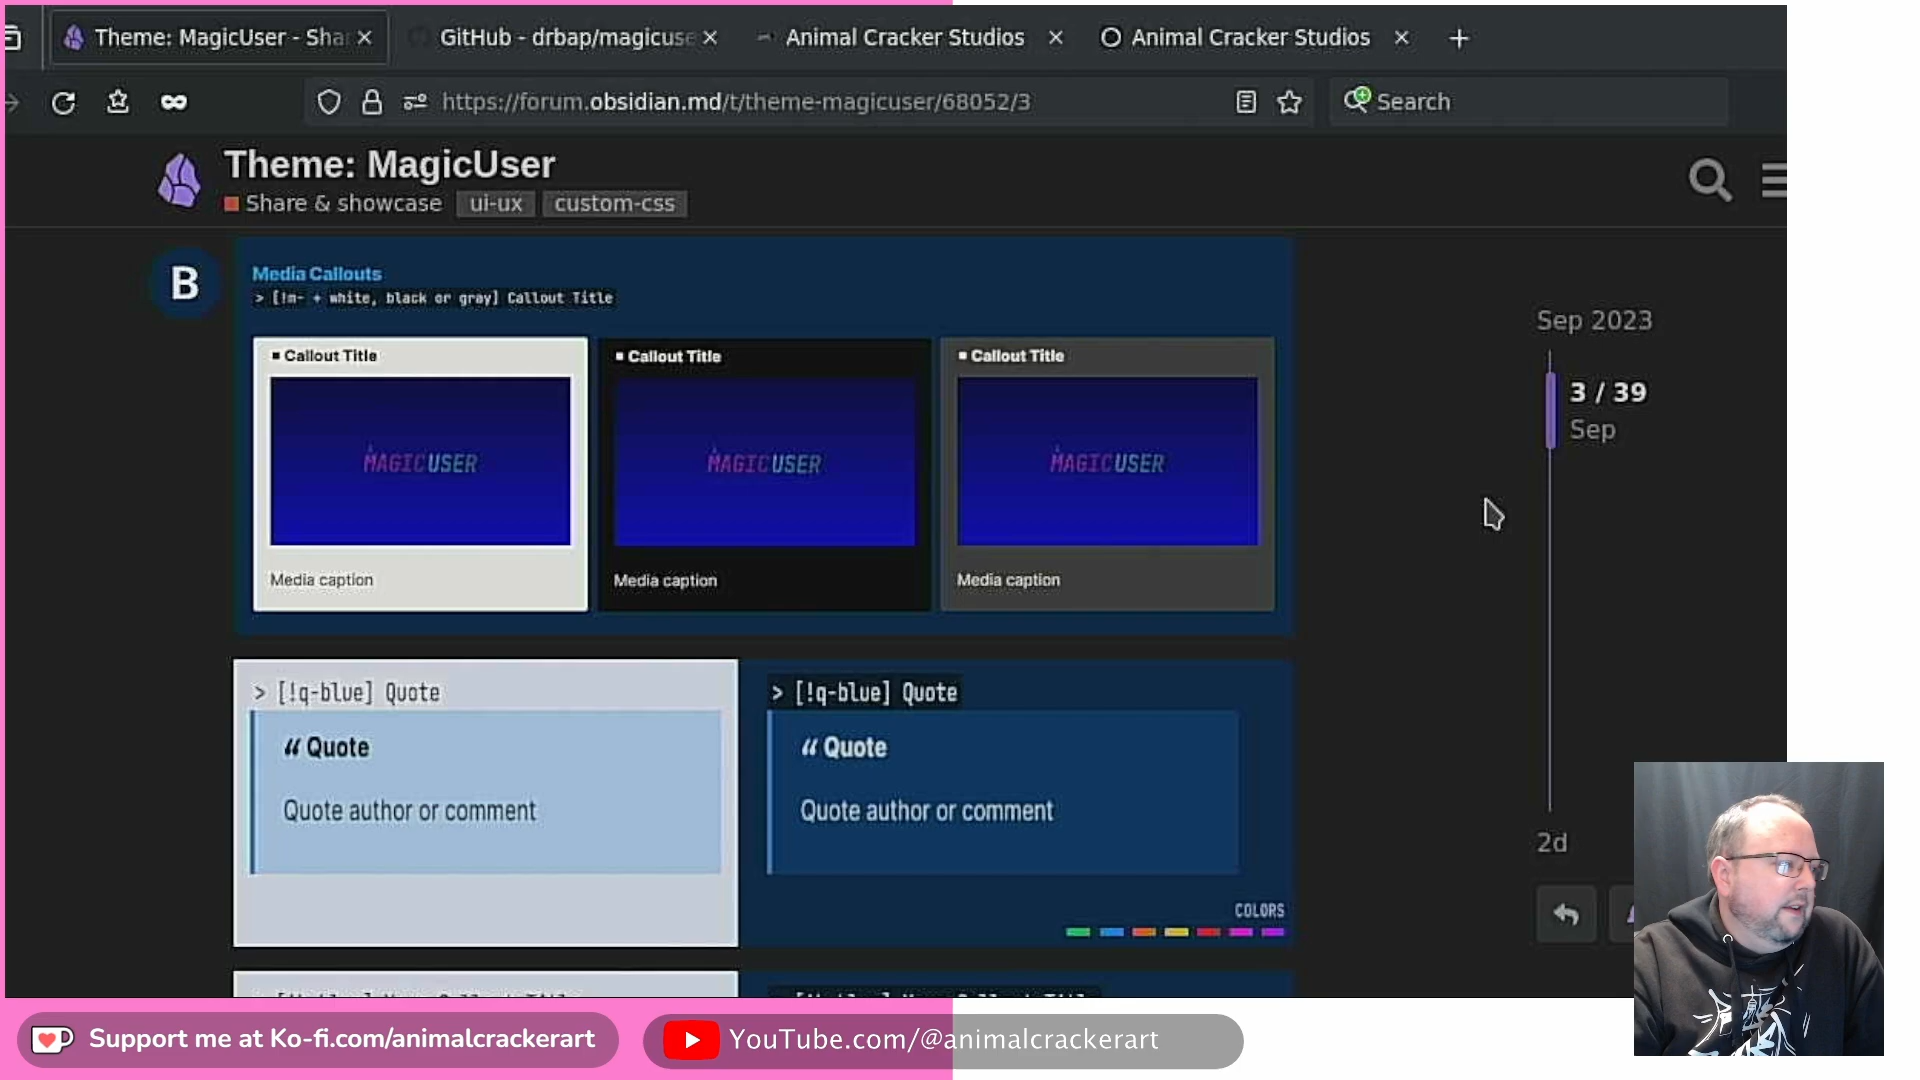 Theme: MagicUser - Sha
GitHub - drbap/magicuse
Animal Cracker Studios
Animal Cracker Studios
https://forum.obsidian.md/t/theme-magicuser/68052/3
Search
Theme: MagicUser
Share & showcase
ui-ux
custom-css
B
Media Callouts
> [!m- + white, black or gray] Callout Title
Callout Title
Callout Title
Callout Title
MAGICUSER
MAGICUSER
MAGICUSER
Media caption
Media caption
Media caption
Sep 2023
3 / 39
Sep
2d
> [!q-blue] Quote
“ Quote
Quote author or comment
> [!q-blue] Quote
“ Quote
Quote author or comment
COLORS
Support me at Ko-fi.com/animalcrackerart
YouTube.com/@animalcrackerart